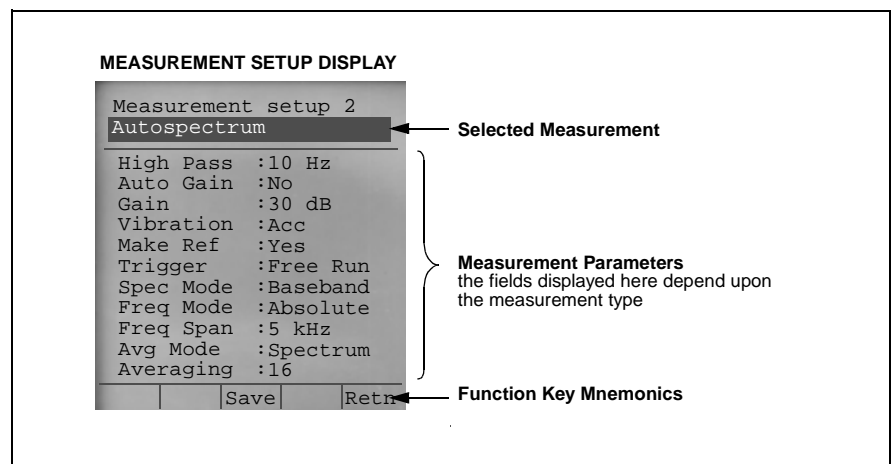 MEASUREMENT SETUP DISPLAY
Measurement setup 2
Autospectrum
Selected Measurement
High Pass :10 Hz
Auto Gain :No
Gain :30 dB
Vibration :Acc
Make Ref :Yes
Trigger :Free Run
Spec Mode :Baseband
Freq Mode :Absolute
Freq Span :5 kHz
Avg Mode :Spectrum
Averaging :16
Measurement Parameters
the fields displayed here depend upon
the measurement type
Save Retn
Function Key Mnemonics